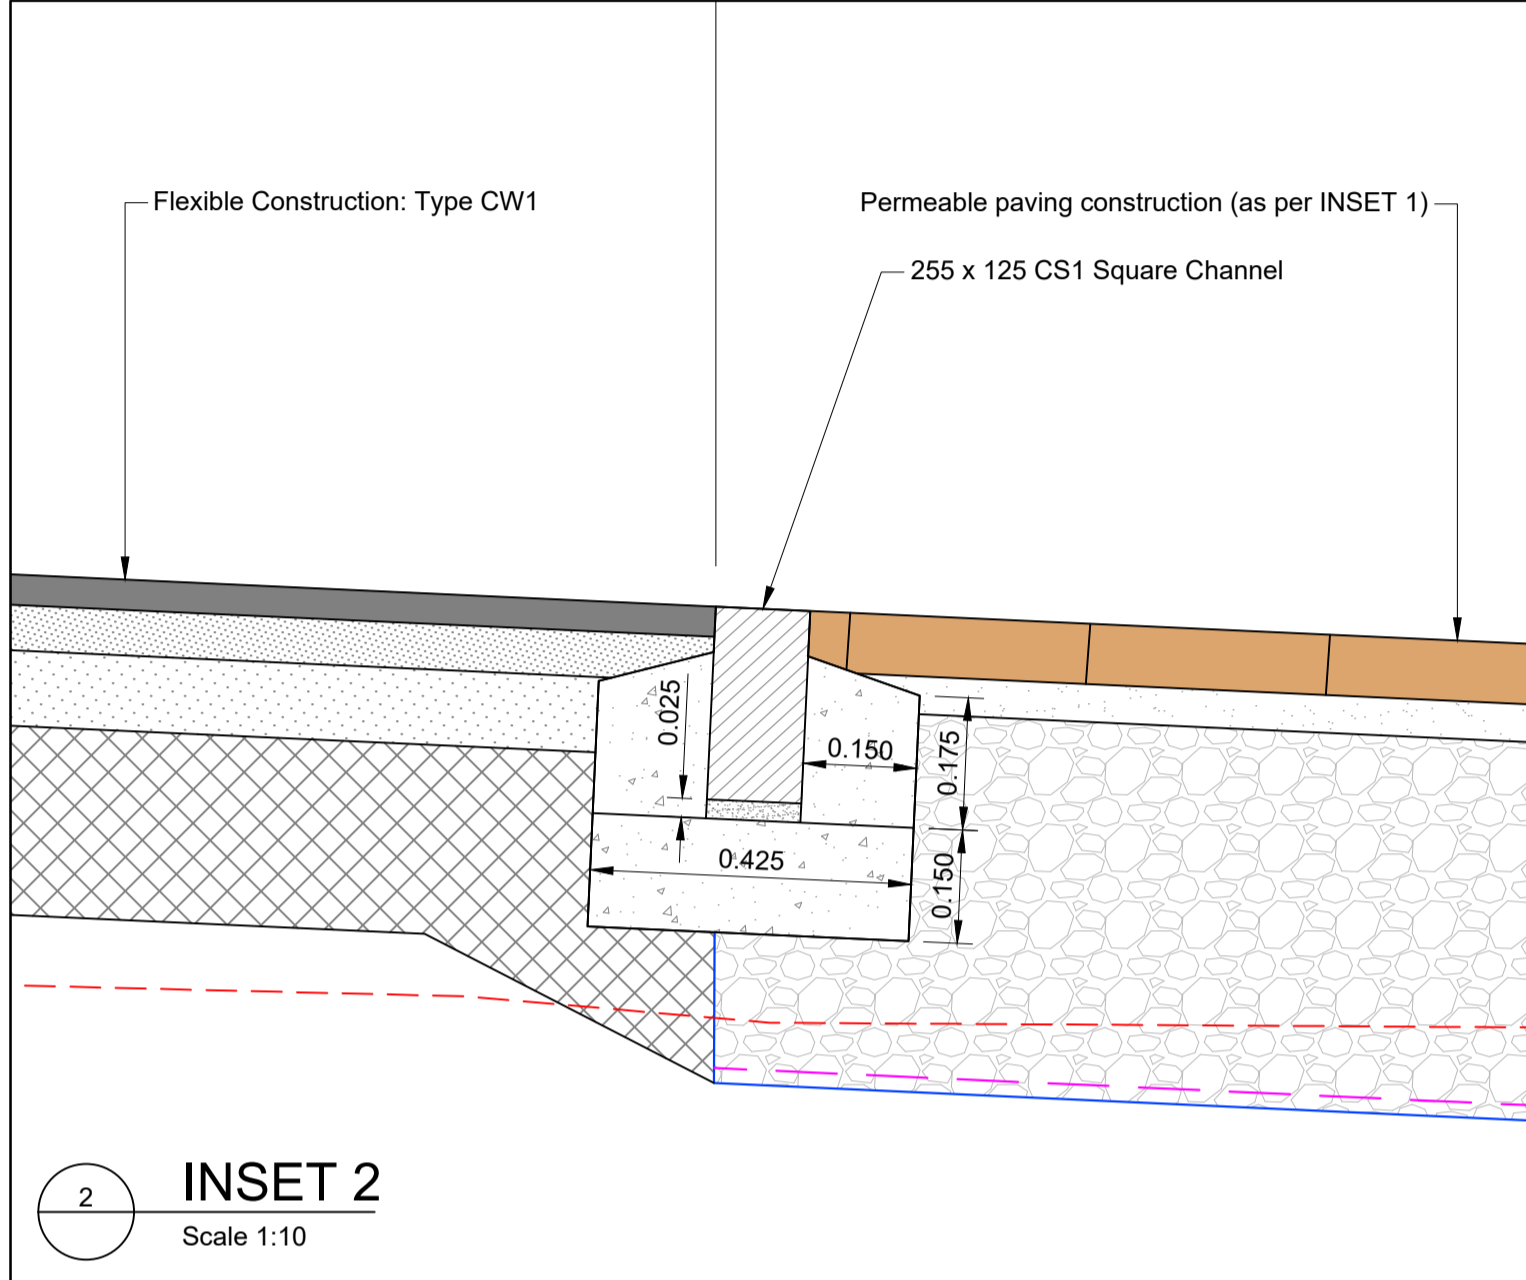 Flexible Construction: Type CW1
Permeable paving construction (as per INSET 1)
255 x 125 CS1 Square Channel
0.025
0.150
0.175
0.425
0.150
2
INSET 2
Scale 1:10